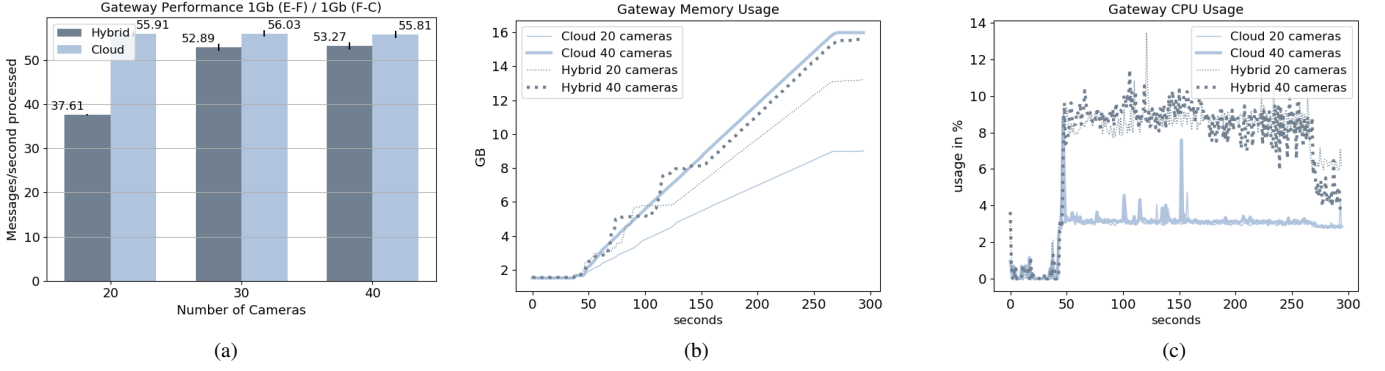 Gateway Performance 1Gb (E-F) / 1Gb (F-C)
Messages/second processed
50
40
30
20
10
0
Hybrid
Cloud
37.61
55.91
52.89
56.03
53.27
55.81
20
30
40
Number of Cameras
(a)
Gateway Memory Usage
GB
16
14
12
10
8
6
4
2
Cloud 20 cameras
Cloud 40 cameras
Hybrid 20 cameras
Hybrid 40 cameras
0
50
100
150
200
250
300
seconds
(b)
Gateway CPU Usage
usage in %
14
12
10
8
6
4
2
0
Cloud 20 cameras
Cloud 40 cameras
Hybrid 20 cameras
Hybrid 40 cameras
0
50
100
150
200
250
300
seconds
(c)